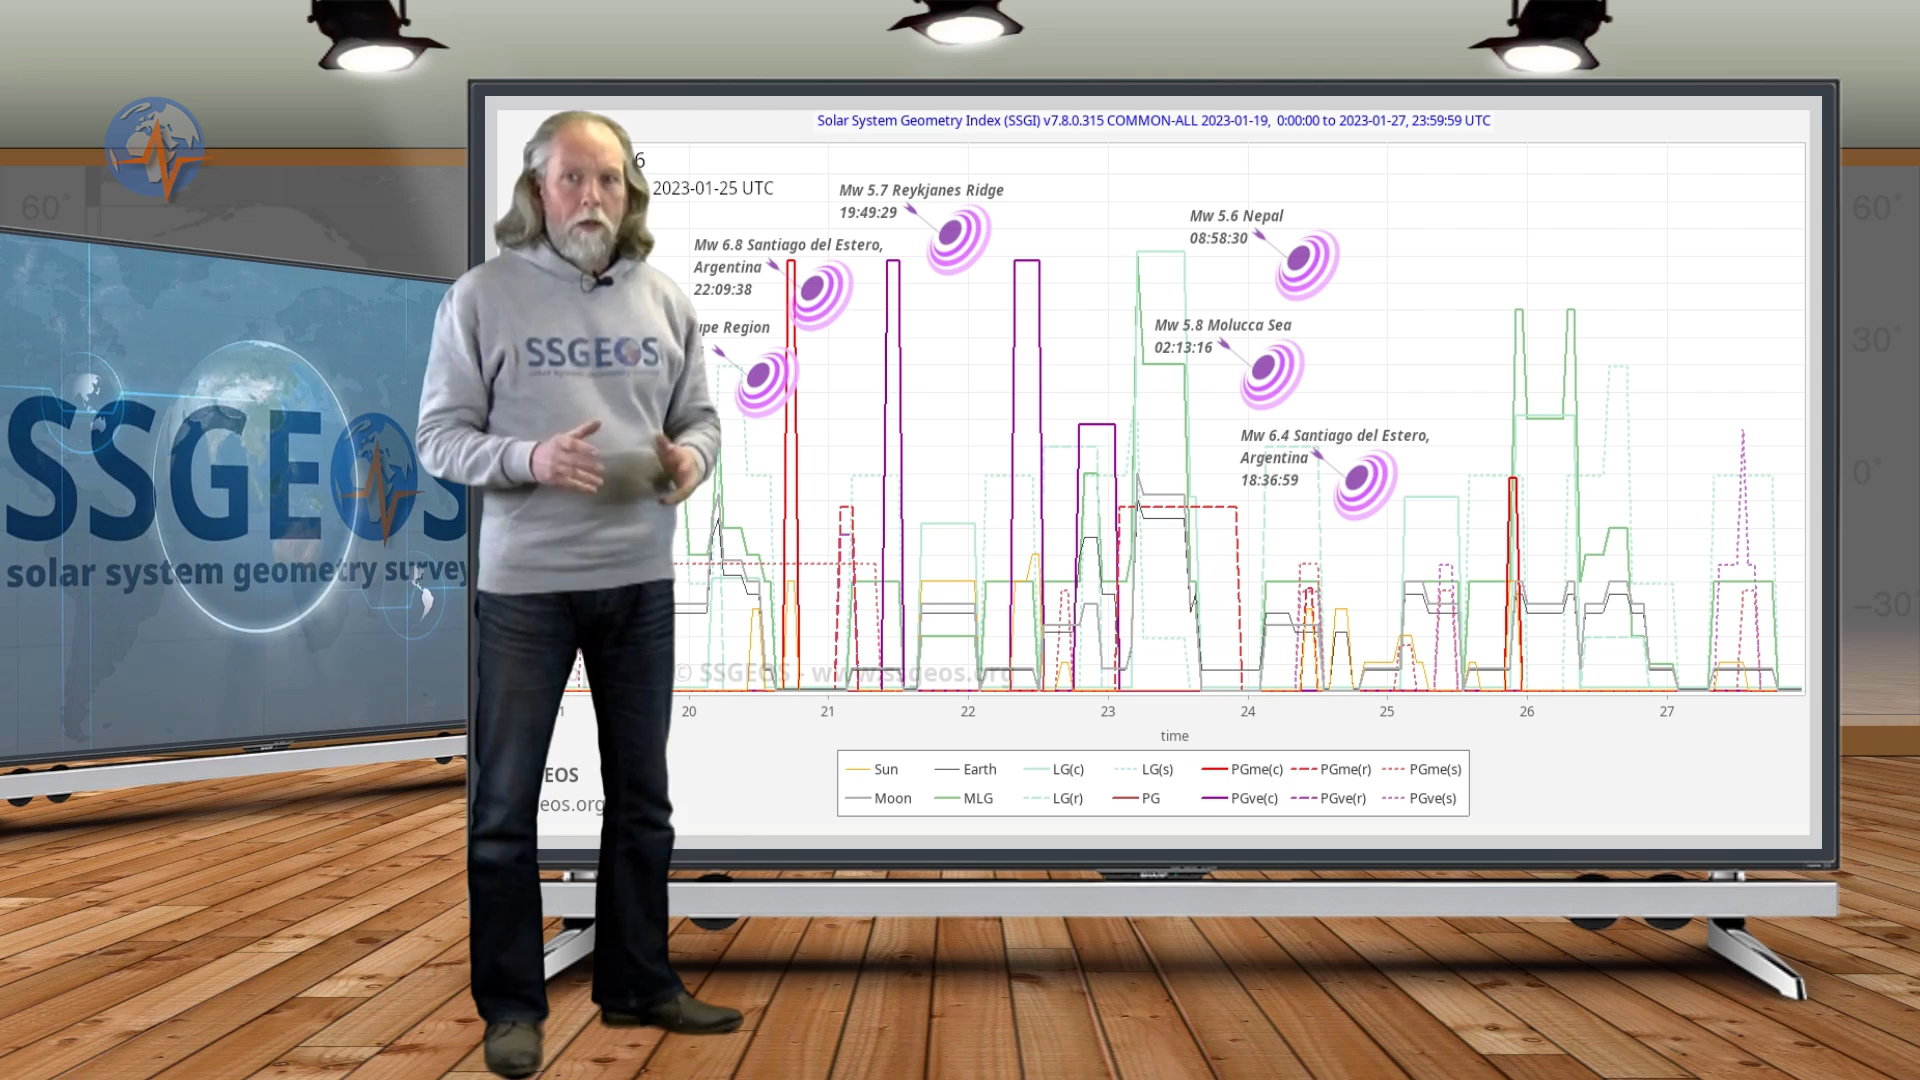 Solar System Geometry Index (SSGI) v7.8.0.315 COMMON-ALL 2023-01-19, 0:00:00 to 2023-01-27, 23:59:59 UTC
6
2023-01-25 UTC
Mw 5.7 Reykjanes Ridge
19:49:29
Mw 5.6 Nepal
08:58:30
Mw 6.8 Santiago del Estero,
Argentina
22:09:38
Region
Mw 5.8 Molucca Sea
02:13:16
Mw 6.4 Santiago del Estero,
Argentina
18:36:59
60°
60°
30°
0°
-30°
SSGEOS
solar system geometry survey
SSGEOS
solar system geometry survey
© SSGEOS - www.ssgeos.org
20 21 22 23 24 25 26 27
time
Sun Earth LG(c) LG(s) PGme(c) PGme(r) PGme(s)
Moon MLG LG(r) PG PGve(c) PGve(r) PGve(s)
EOS
eos.org